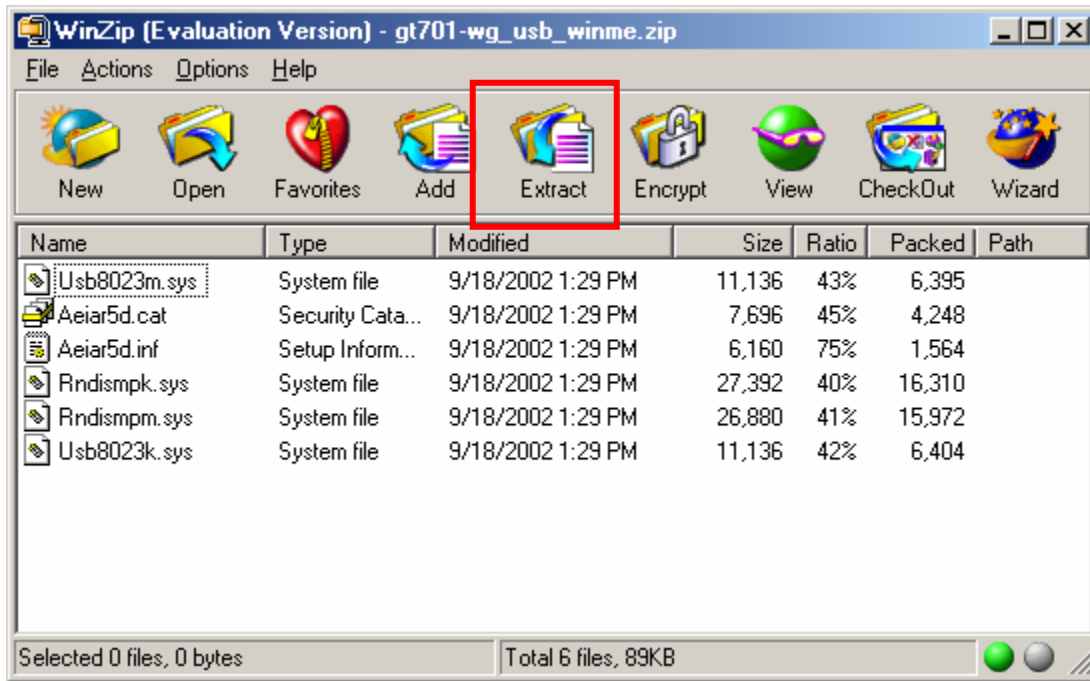 WinZip (Evaluation Version) - gt701-wg_usb_winme.zip
File Actions Options Help
New Open Favorites Add Extract Encrypt View CheckOut Wizard
Name Type Modified Size Ratio Packed Path
Usb8023m.sys System file 9/18/2002 1:29 PM 11,136 43% 6,395
Aeiar5d.cat Security Cata... 9/18/2002 1:29 PM 7,696 45% 4,248
Aeiar5d.inf Setup Inform... 9/18/2002 1:29 PM 6,160 75% 1,564
Rndismpk.sys System file 9/18/2002 1:29 PM 27,392 40% 16,310
Rndismpm.sys System file 9/18/2002 1:29 PM 26,880 41% 15,972
Usb8023k.sys System file 9/18/2002 1:29 PM 11,136 42% 6,404
Selected 0 files, 0 bytes Total 6 files, 89KB